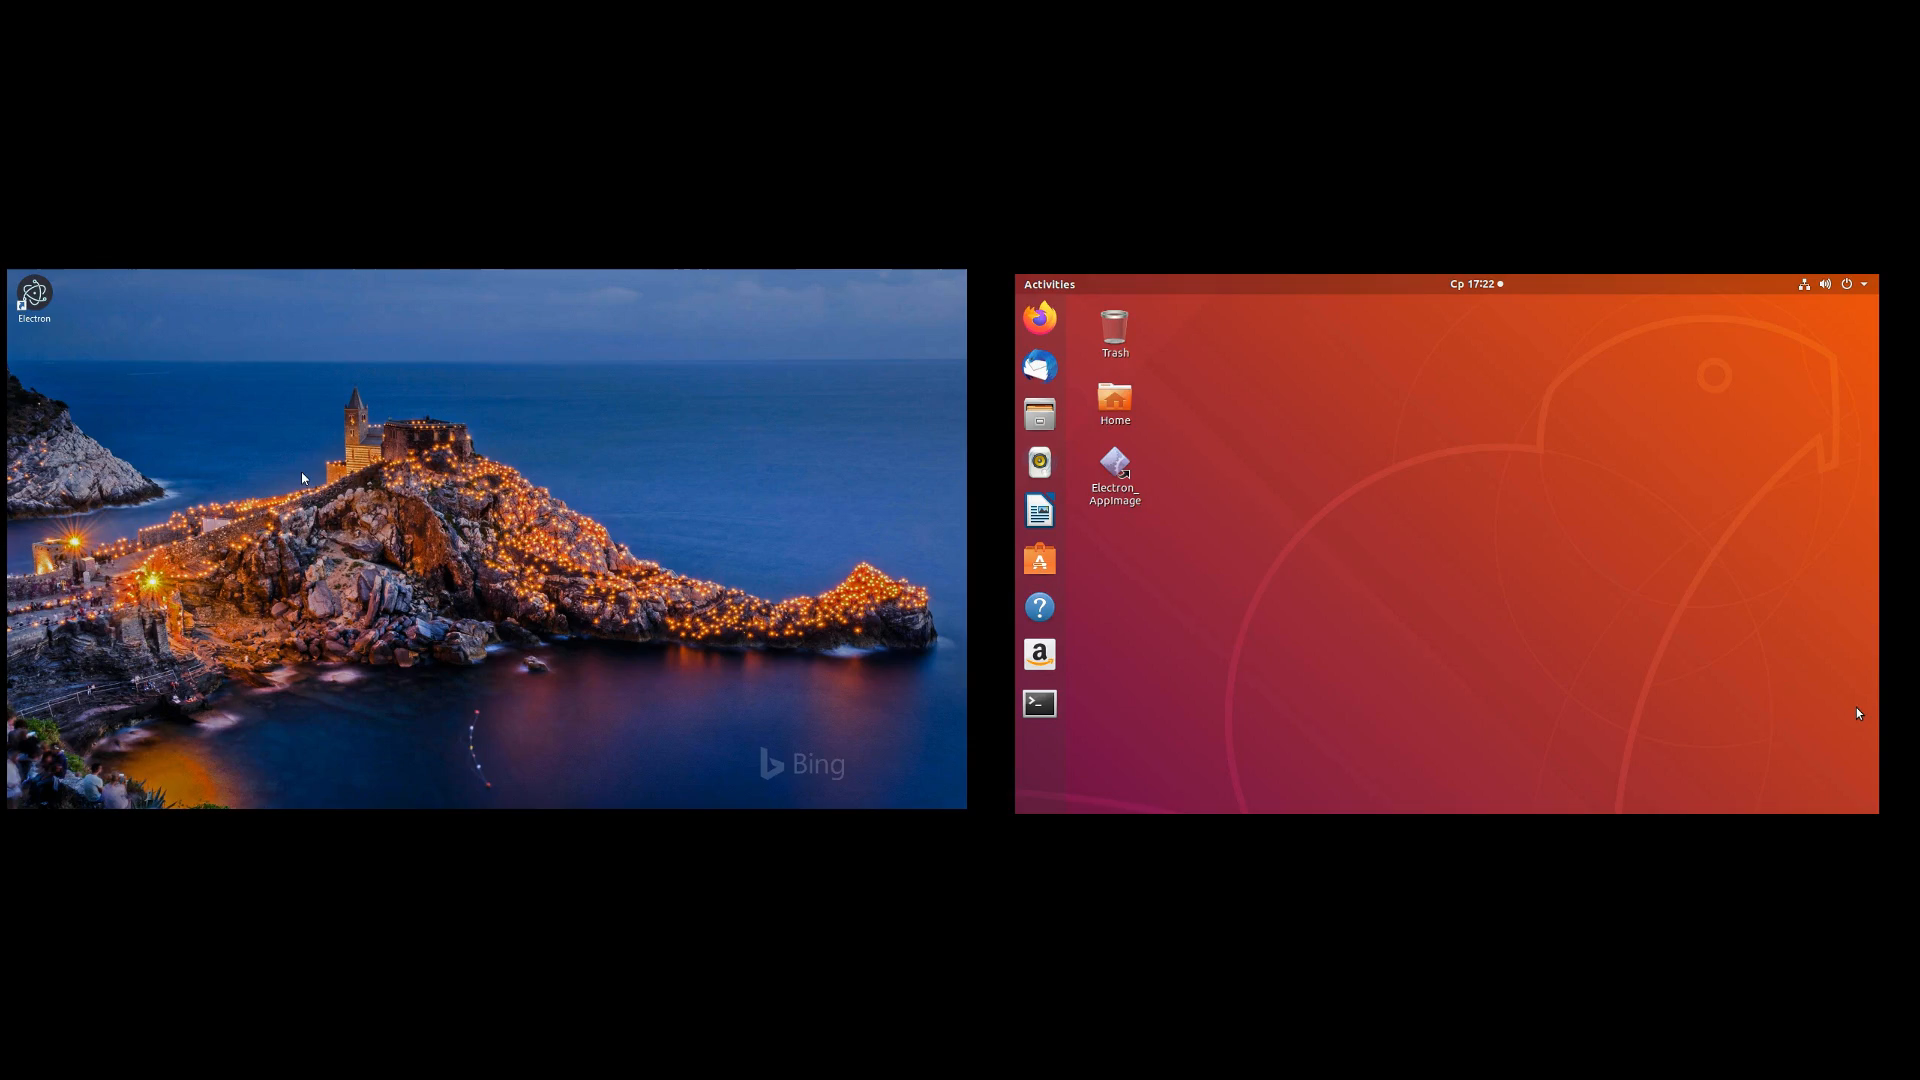 Electron
Bing
Activities
Ср 17:22
Trash
Home
Electron_
AppImage